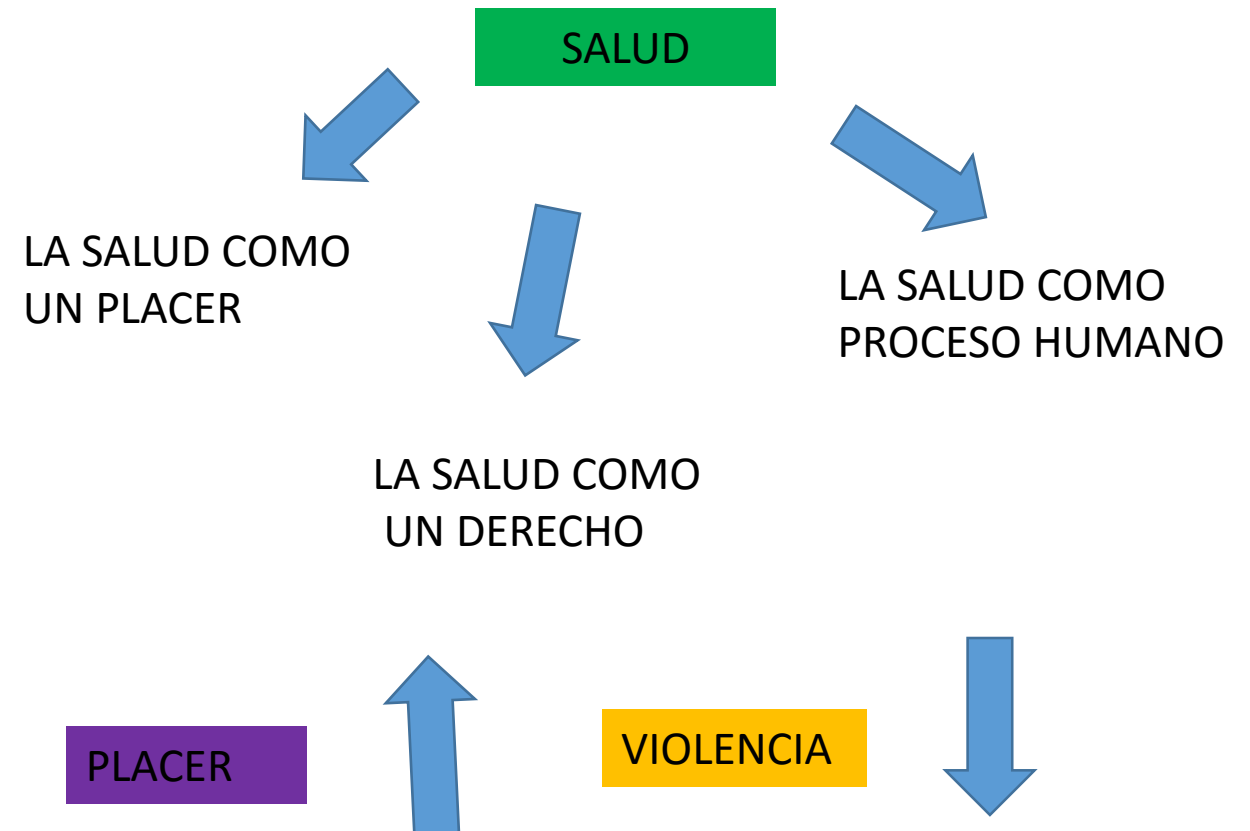 SALUD
LA SALUD COMO
UN PLACER
LA SALUD COMO
PROCESO HUMANO
LA SALUD COMO
UN DERECHO
PLACER
VIOLENCIA